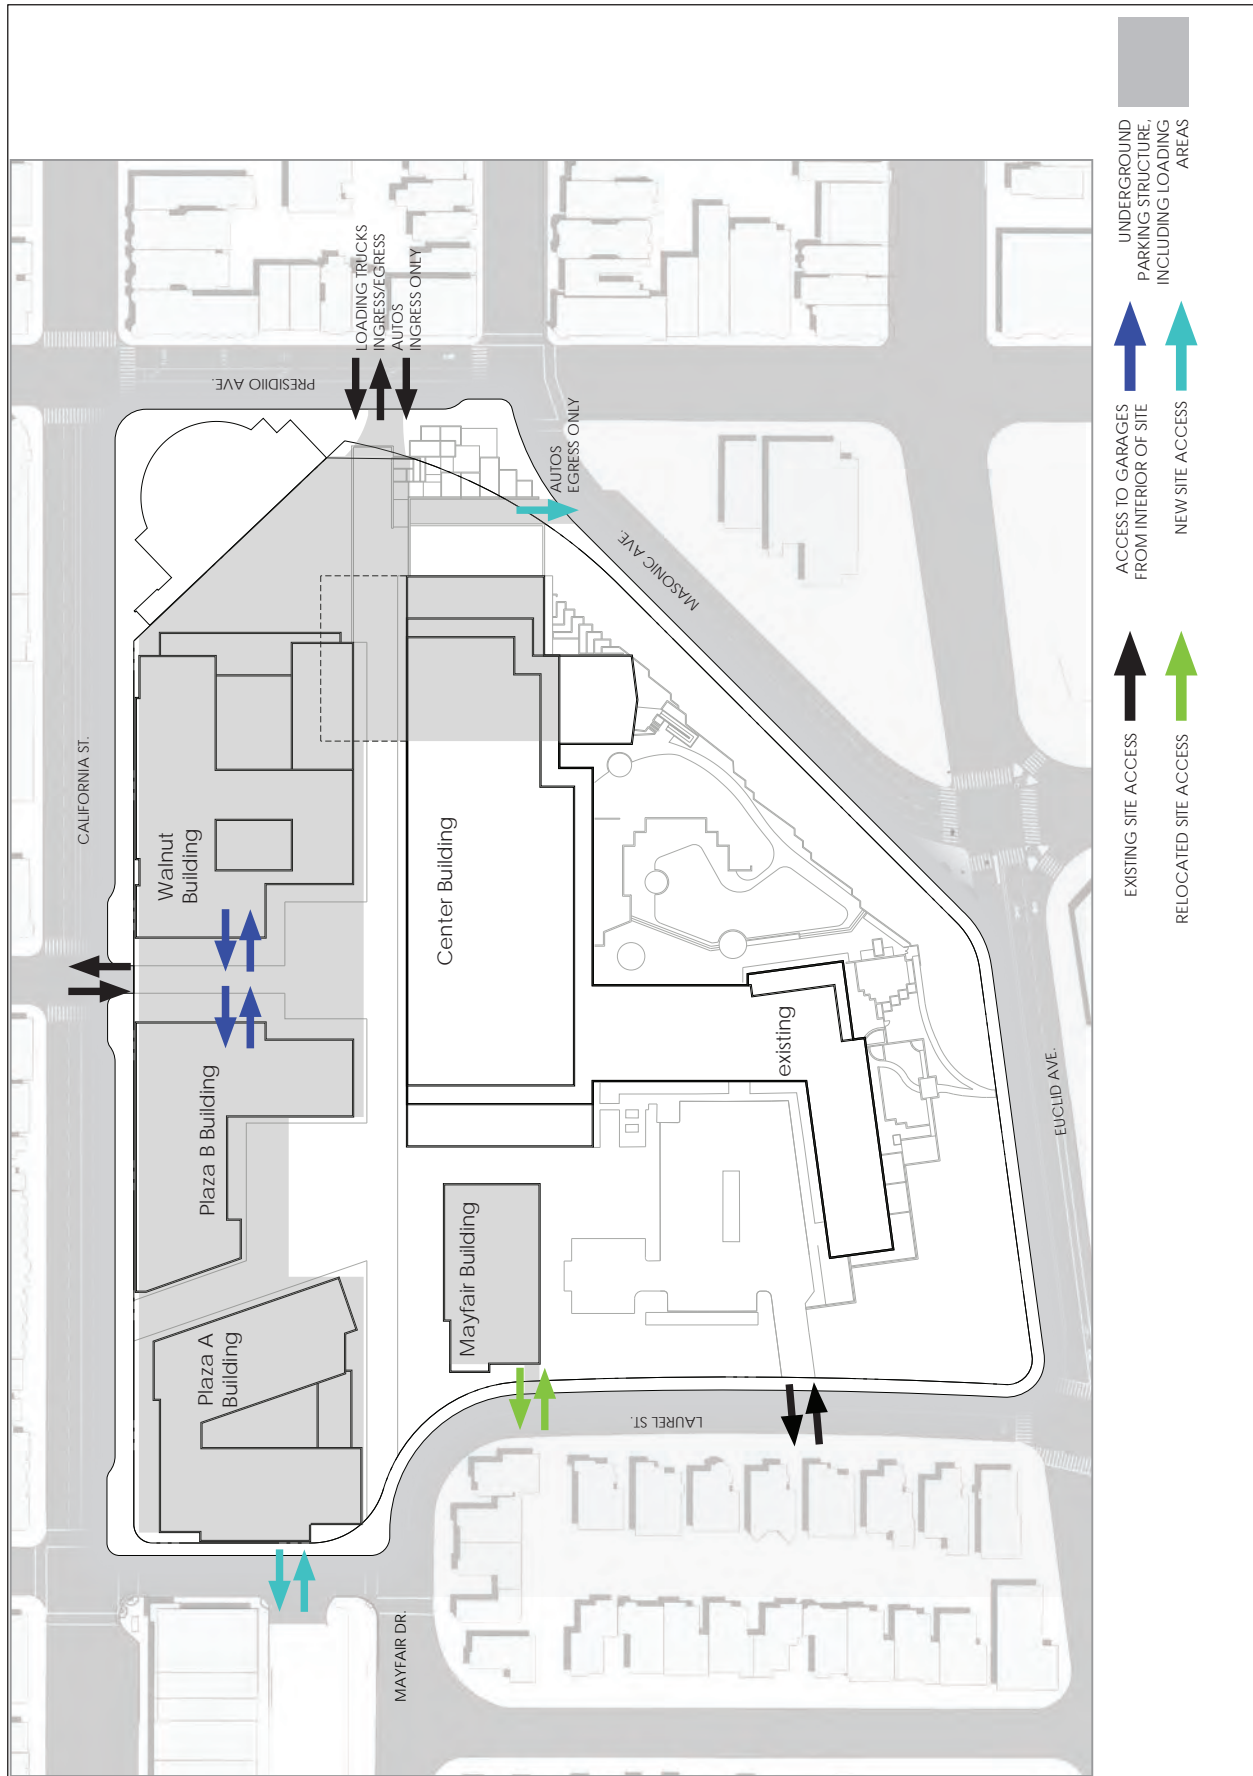 CALIFORNIA ST.
PRESIDIIO AVE.
LOADING TRUCKS
INGRESS/EGRESS
AUTOS
INGRESS ONLY
AUTOS
EGRESS ONLY
MASONIC AVE.
Walnut
Building
Center Building
Plaza B Building
existing
EUCLID AVE.
Plaza A
Building
Mayfair Building
LAUREL ST.
MAYFAIR DR.
EXISTING SITE ACCESS
RELOCATED SITE ACCESS
ACCESS TO GARAGES
FROM INTERIOR OF SITE
NEW SITE ACCESS
UNDERGROUND
PARKING STRUCTURE,
INCLUDING LOADING
AREAS